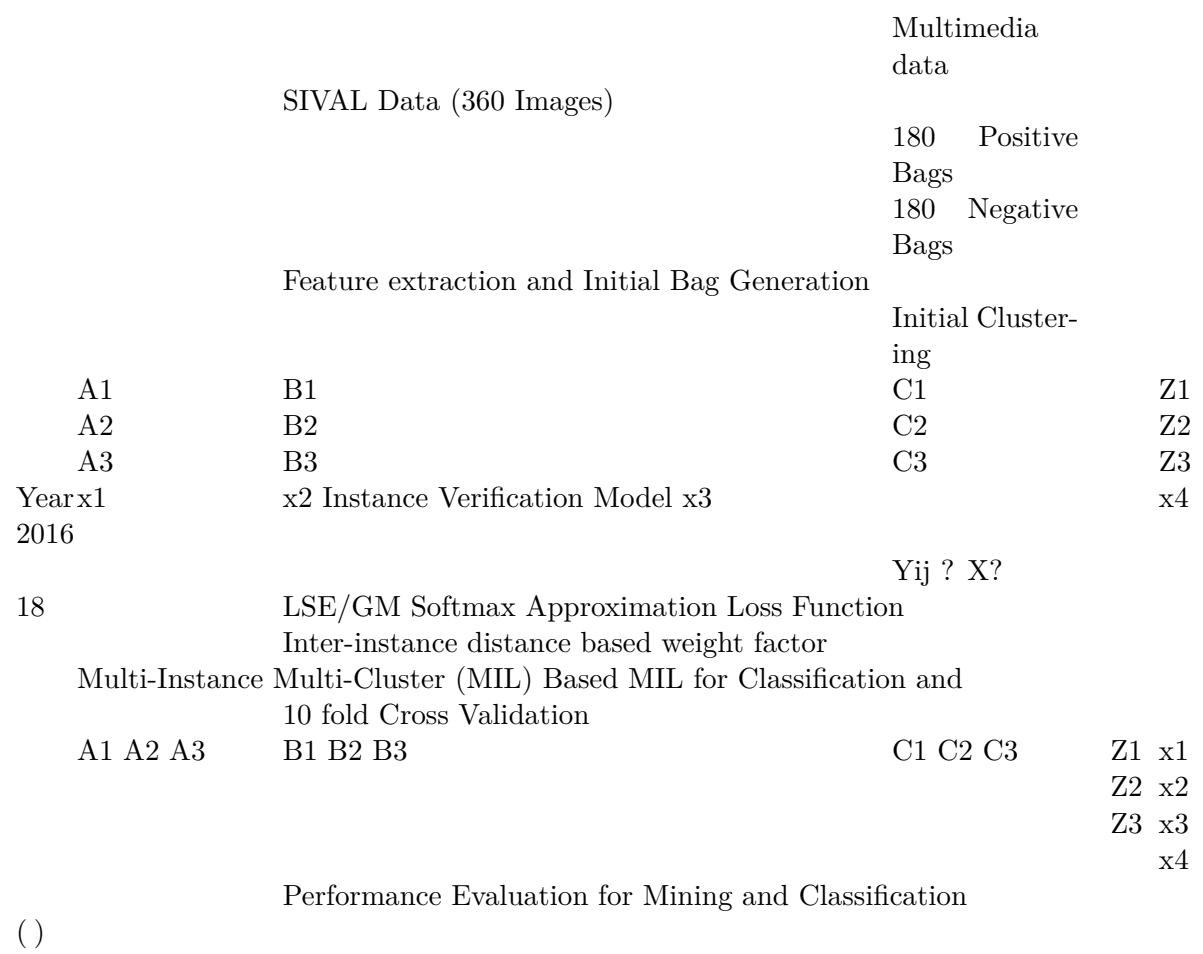 Multimedia
data
SIVAL Data (360 Images)
180 Positive
Bags
180 Negative
Bags
Feature extraction and Initial Bag Generation
Initial Cluster-
ing
A1 B1 C1 Z1
A2 B2 C2 Z2
A3 B3 C3 Z3
Year x1 x2 Instance Verification Model x3 x4
2016
Yij ? X?
18 LSE/GM Softmax Approximation Loss Function
Inter-instance distance based weight factor
Multi-Instance Multi-Cluster (MIL) Based MIL for Classification and
10 fold Cross Validation
A1 A2 A3 B1 B2 B3 C1 C2 C3 Z1 x1
Z2 x2
Z3 x3
x4
Performance Evaluation for Mining and Classification
( )